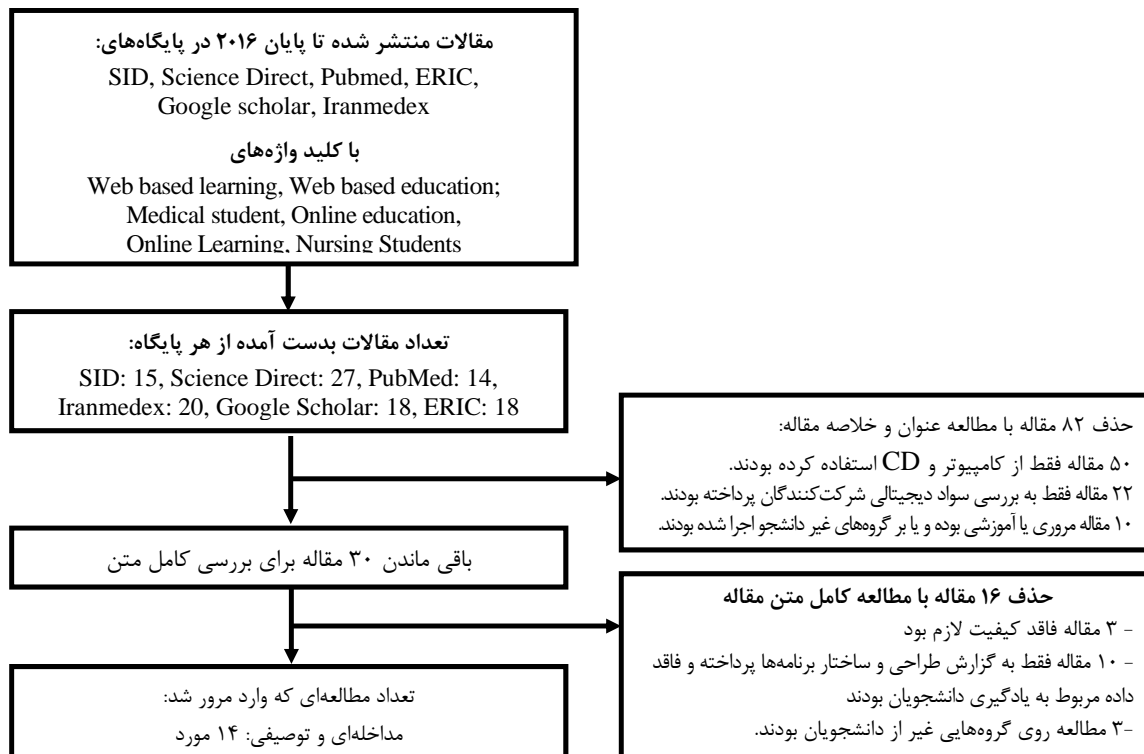 مقالات منتشر شده تا پایان ۲۰۱۶ در پایگاه‌های:
SID, Science Direct, Pubmed, ERIC,
Google scholar, Iranmedex
با کلید واژه‌های
Web based learning, Web based education;
Medical student, Online education,
Online Learning, Nursing Students
تعداد مقالات بدست آمده از هر پایگاه:
SID: 15, Science Direct: 27, PubMed: 14,
Iranmedex: 20, Google Scholar: 18, ERIC: 18
حذف ۸۲ مقاله با مطالعه عنوان و خلاصه مقاله:
۵۰ مقاله فقط از کامپیوتر و CD استفاده کرده بودند.
۲۲ مقاله فقط به بررسی سواد دیجیتالی شرکت‌کنندگان پرداخته بودند.
۱۰ مقاله مروری یا آموزشی بوده و یا بر گروه‌های غیر دانشجو اجرا شده بودند.
باقی ماندن ۳۰ مقاله برای بررسی کامل متن
حذف ۱۶ مقاله با مطالعه کامل متن مقاله
- ۳ مقاله فاقد کیفیت لازم بود
- ۱۰ مقاله فقط به گزارش طراحی و ساختار برنامه‌ها پرداخته و فاقد
داده مربوط به یادگیری دانشجویان بودند
-۳ مطالعه روی گروه‌هایی غیر از دانشجویان بودند.
تعداد مطالعه‌ای که وارد مرور شد:
مداخله‌ای و توصیفی: ۱۴ مورد